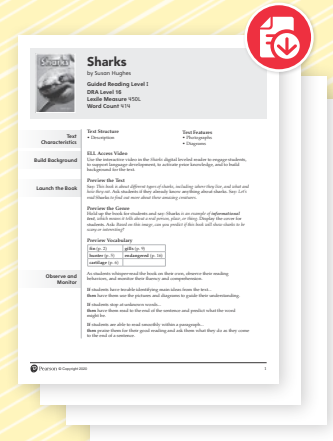 Sharks
Sharks
by Susan Hughes
Guided Reading Level I
DRA Level 16
Lexile Measure 450L
Word Count 414
Text Characteristics
Text Structure
• Description
Text Features
• Photographs
• Diagrams
Build Background
ELL Access Video
Use the interactive video in the Sharks digital leveled reader to engage students,
to support language development, to activate prior knowledge, and to build
background for the text.
Launch the Book
Preview the Text
Say: This book is about different types of sharks, including where they live, and what and
how they eat. Ask students if they already know anything about sharks. Say: Let's
read Sharks to find out more about these amazing creatures.
Preview the Genre
Hold up the book for students and say: Sharks is an example of informational
text, which means it tells about a real person, place, or thing. Display the cover for
students. Ask: Based on this image, can you predict if this book will show sharks to be
scary or interesting?
Preview Vocabulary
fin (p. 2) gills (p. 9)
hunter (p. 5) endangered (p. 16)
cartilage (p. 6)
Observe and
Monitor
As students whisper-read the book on their own, observe their reading
behaviors, and monitor their fluency and comprehension.
If students have trouble identifying main ideas from the text...
then have them use the pictures and diagrams to guide their understanding.
If students stop at unknown words...
then have them read to the end of the sentence and predict what the word
might be.
If students are able to read smoothly within a paragraph...
then praise them for their good reading and ask them what they do as they come
to the end of a sentence.
Pearson © Copyright 2020
1